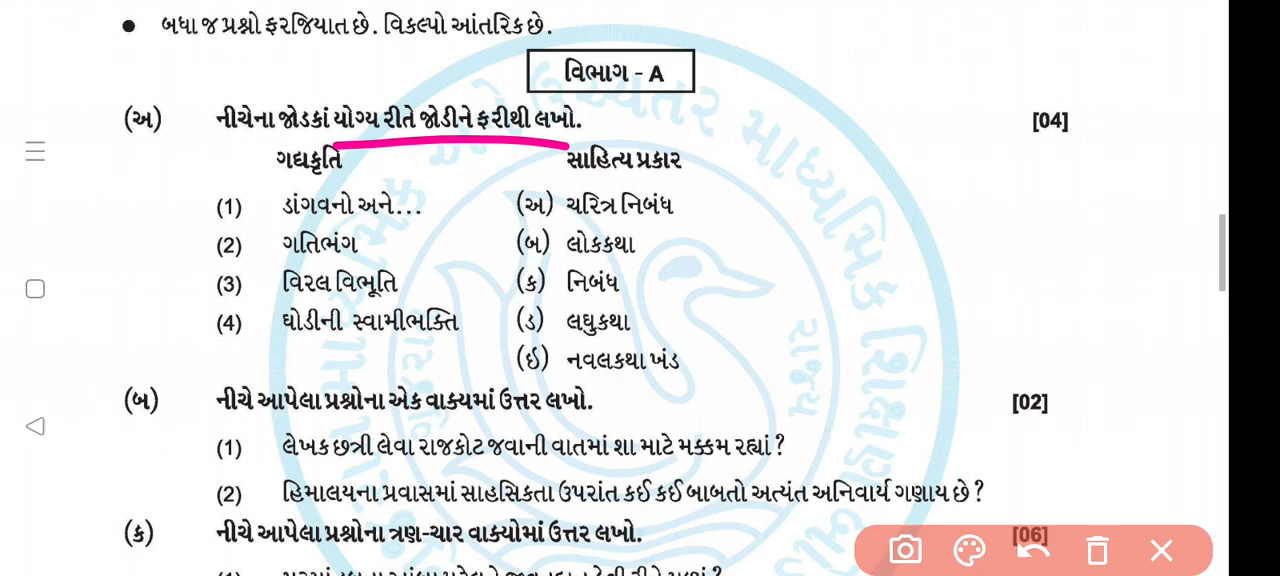 • બધા જ પ્રશ્નો ફરજિયાત છે. વિકલ્પો આંતરિક છે.
વિભાગ - A
(અ) નીચેના જોડકાં યોગ્ય રીતે જોડીને ફરીથી લખો. [04]
ગદ્યકૃતિ સાહિત્ય પ્રકાર
(1) ડાંગવનો અને... (અ) ચરિત્ર નિબંધ
(2) ગતિભંગ (બ) લોકકથા
(3) વિરલ વિભૂતિ (ક) નિબંધ
(4) ઘોડીની સ્વામીભક્તિ (ડ) લઘુકથા
(ઈ) નવલકથા ખંડ
(બ) નીચે આપેલા પ્રશ્નોના એક વાક્યમાં ઉત્તર લખો. [02]
(1) લેખક છત્રી લેવા રાજકોટ જવાની વાતમાં શા માટે મક્કમ રહ્યાં ?
(2) હિમાલયના પ્રવાસમાં સાહસિકતા ઉપરાંત કઈ કઈ બાબતો અત્યંત અનિવાર્ય ગણાય છે ?
(ક) નીચે આપેલા પ્રશ્નોના ત્રણ-ચાર વાક્યોમાં ઉત્તર લખો. [06]